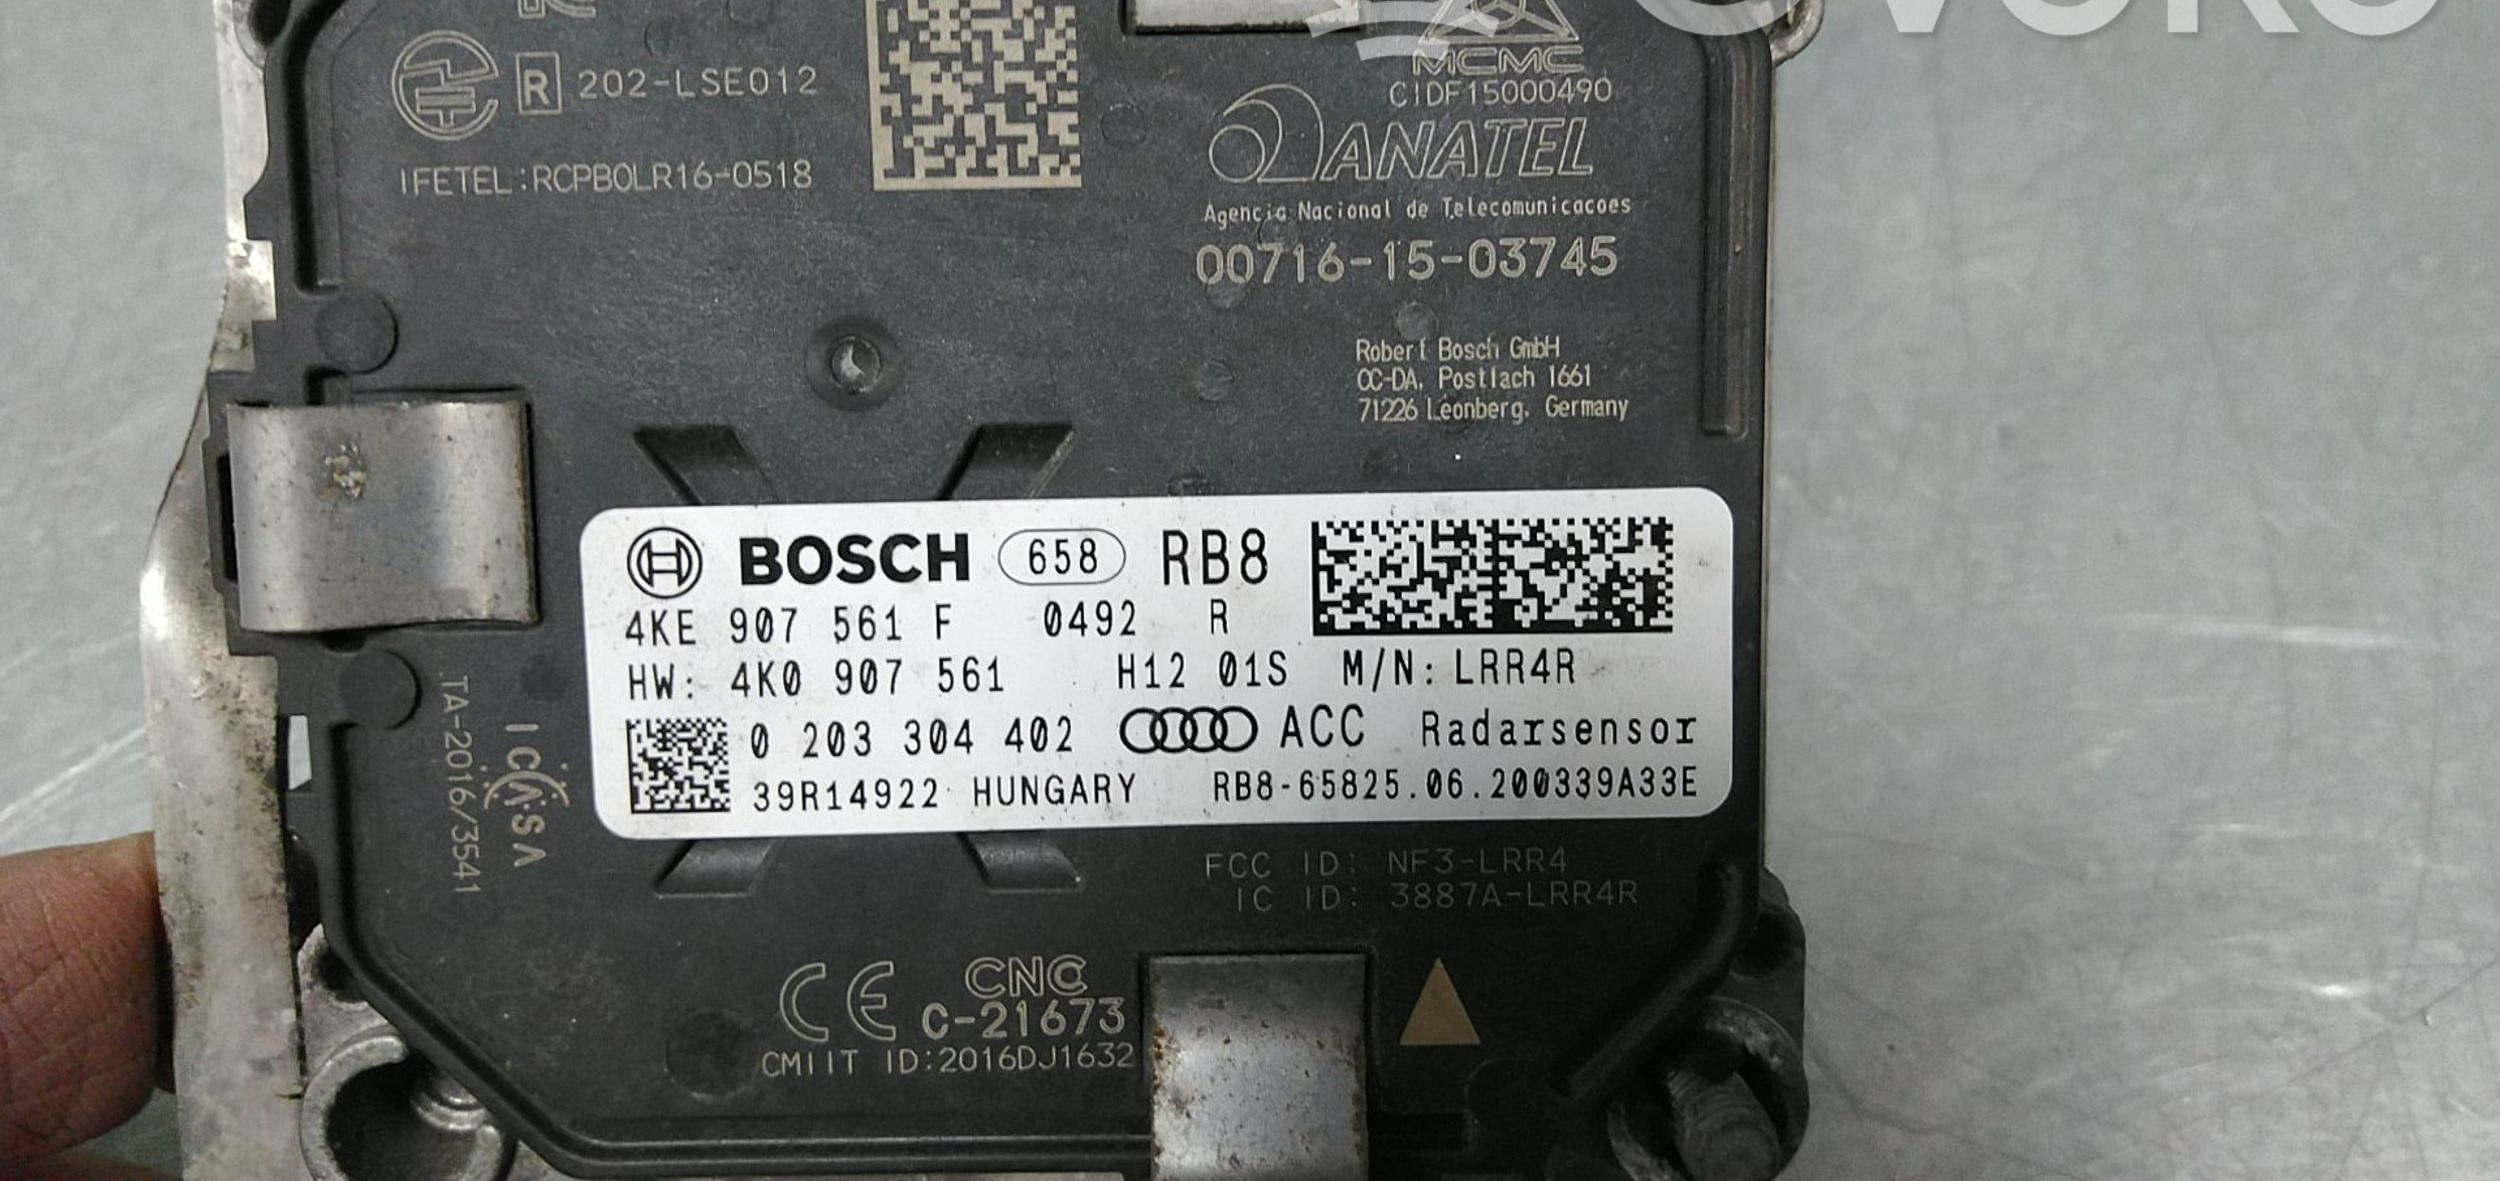 R 202-LSE012
IFETEL:RCPBOLR16-0518
MCMC
CIDF15000490
ANATEL
Agencia Nacional de Telecomunicacoes
00716-15-03745
Robert Bosch GmbH
CC-DA, Postfach 1661
71226 Leonberg, Germany
BOSCH 658 RB8
4KE 907 561 F 0492 R
HW: 4K0 907 561 H12 01S M/N: LRR4R
0 203 304 402 ACC Radarsensor
39R14922 HUNGARY RB8-65825.06.200339A33E
TA-2016/3541
ICASA
FCC ID: NF3-LRR4
IC ID: 3887A-LRR4R
CE CNC
C-21673
CMIIT ID:2016DJ1632